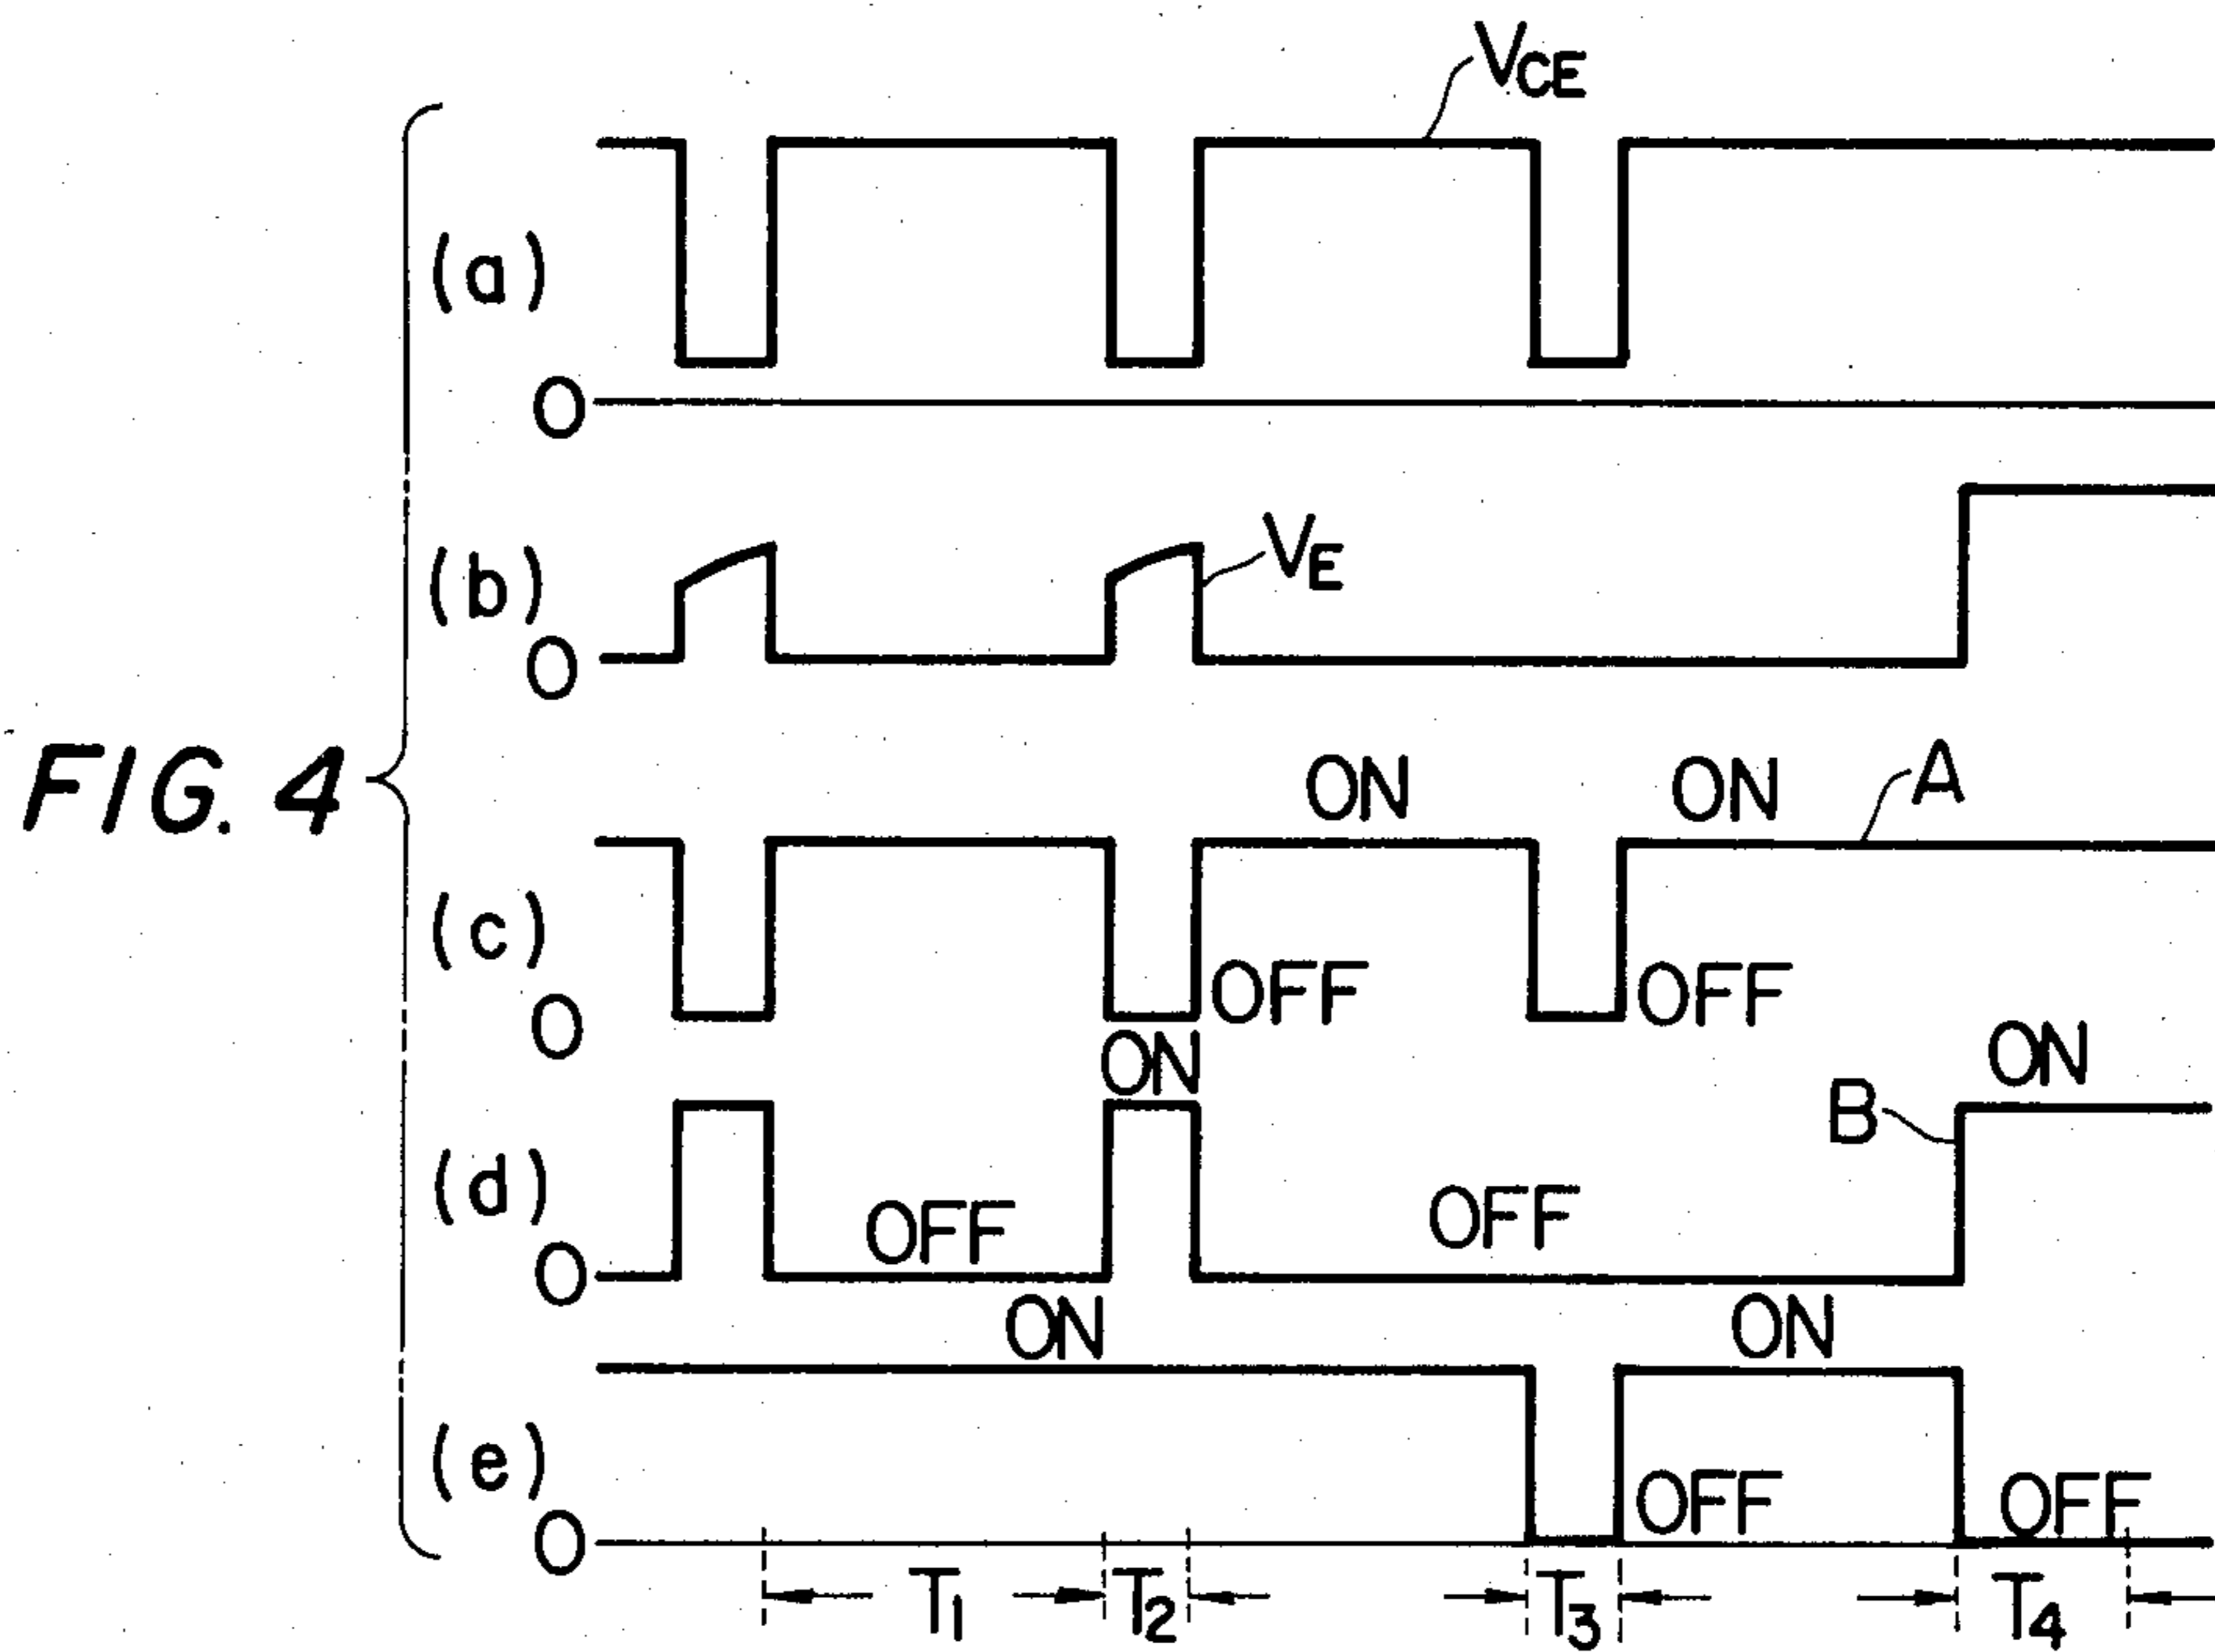 VCE
(a)
O
(b)
VE
O
FIG. 4
ON ON A
(c)
OFF OFF
O
ON ON
B
(d)
OFF OFF
O
ON ON
(e)
OFF OFF
O
T1 T2 T3 T4